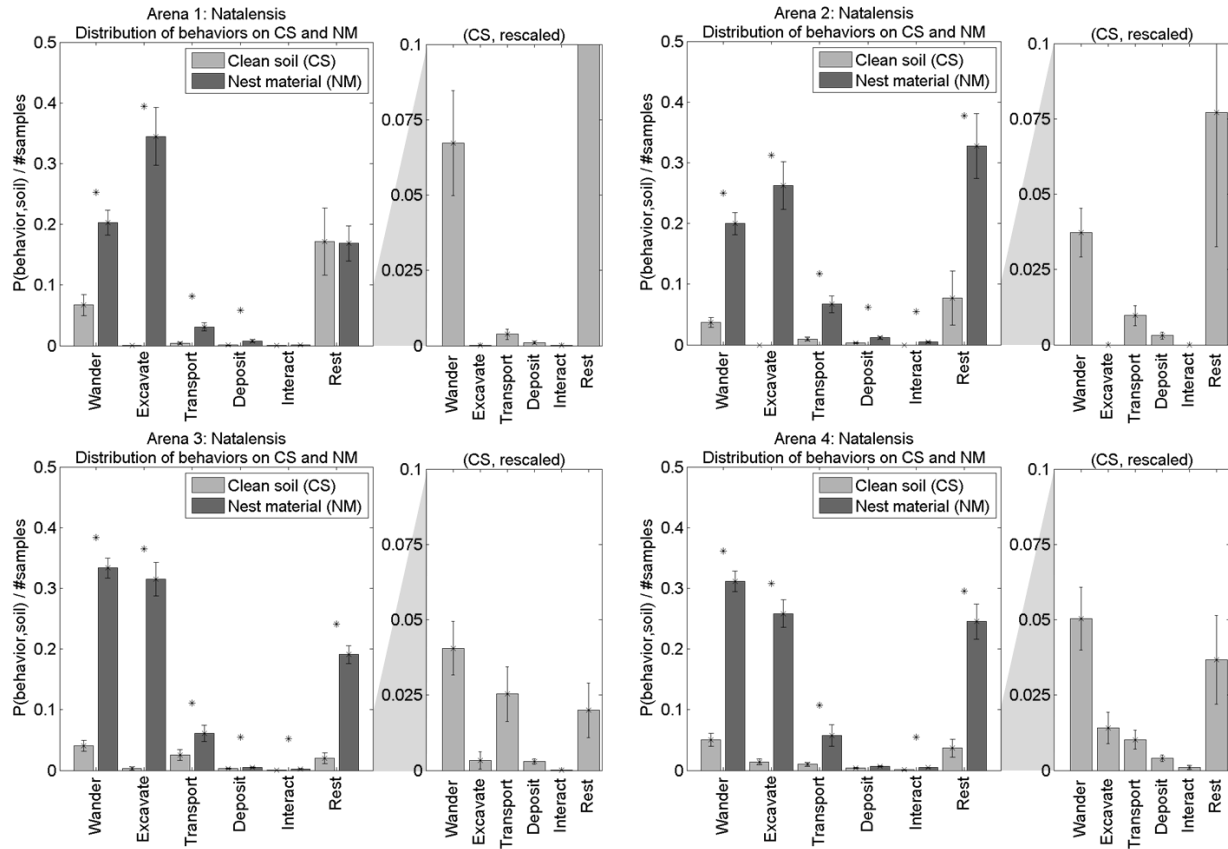 Arena 1: Natalensis
Distribution of behaviors on CS and NM
(CS, rescaled)
Clean soil (CS)
Nest material (NM)
P(behavior,soil) / #samples
0.5
0.4
0.3
0.2
0.1
0
0.1
0.075
0.05
0.025
0
Wander
Excavate
Transport
Deposit
Interact
Rest
Wander
Excavate
Transport
Deposit
Interact
Rest
Arena 2: Natalensis
Distribution of behaviors on CS and NM
(CS, rescaled)
Clean soil (CS)
Nest material (NM)
P(behavior,soil) / #samples
0.5
0.4
0.3
0.2
0.1
0
0.1
0.075
0.05
0.025
0
Wander
Excavate
Transport
Deposit
Interact
Rest
Wander
Excavate
Transport
Deposit
Interact
Rest
Arena 3: Natalensis
Distribution of behaviors on CS and NM
(CS, rescaled)
Clean soil (CS)
Nest material (NM)
P(behavior,soil) / #samples
0.5
0.4
0.3
0.2
0.1
0
0.1
0.075
0.05
0.025
0
Wander
Excavate
Transport
Deposit
Interact
Rest
Wander
Excavate
Transport
Deposit
Interact
Rest
Arena 4: Natalensis
Distribution of behaviors on CS and NM
(CS, rescaled)
Clean soil (CS)
Nest material (NM)
P(behavior,soil) / #samples
0.5
0.4
0.3
0.2
0.1
0
0.1
0.075
0.05
0.025
0
Wander
Excavate
Transport
Deposit
Interact
Rest
Wander
Excavate
Transport
Deposit
Interact
Rest